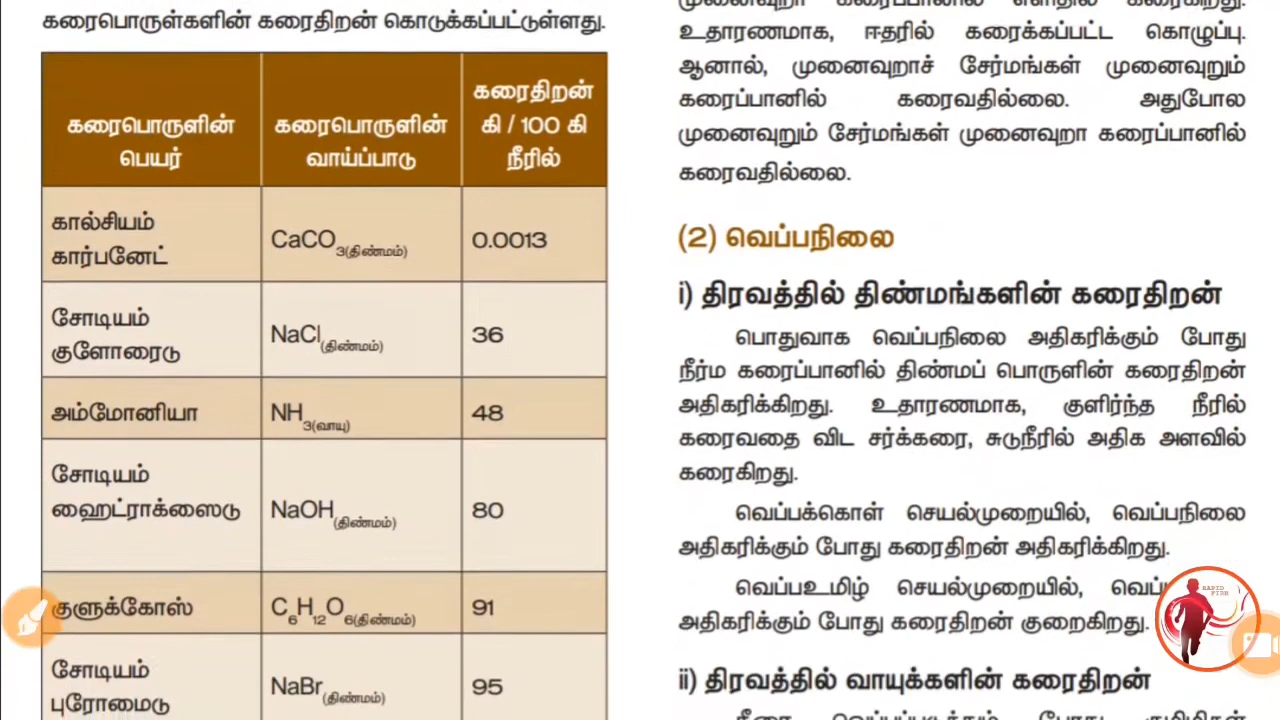 கரைபொருள்களின் கரைதிறன் கொடுக்கப்பட்டுள்ளது.
கரைபொருளின் பெயர்
கரைபொருளின் வாய்ப்பாடு
கரைதிறன் கி / 100 கி நீரில்
கால்சியம் கார்பனேட்
CaCO3(திண்மம்)
0.0013
சோடியம் குளோரைடு
NaCl(திண்மம்)
36
அம்மோனியா
NH3(வாயு)
48
சோடியம் ஹைட்ராக்ஸைடு
NaOH(திண்மம்)
80
குளுக்கோஸ்
C6H12O6(திண்மம்)
91
சோடியம் புரோமைடு
NaBr(திண்மம்)
95
முனைவுறா கரைப்பானில் எளிதில் கரைகிறது.
உதாரணமாக, ஈதரில் கரைக்கப்பட்ட கொழுப்பு.
ஆனால், முனைவுறாச் சேர்மங்கள் முனைவுறும்
கரைப்பானில் கரைவதில்லை. அதுபோல
முனைவுறும் சேர்மங்கள் முனைவுறா கரைப்பானில்
கரைவதில்லை.
(2) வெப்பநிலை
i) திரவத்தில் திண்மங்களின் கரைதிறன்
பொதுவாக வெப்பநிலை அதிகரிக்கும் போது
நீர்ம கரைப்பானில் திண்மப் பொருளின் கரைதிறன்
அதிகரிக்கிறது. உதாரணமாக, குளிர்ந்த நீரில்
கரைவதை விட சர்க்கரை, சுடுநீரில் அதிக அளவில்
கரைகிறது.
வெப்பக்கொள் செயல்முறையில், வெப்பநிலை
அதிகரிக்கும் போது கரைதிறன் அதிகரிக்கிறது.
வெப்பஉமிழ் செயல்முறையில்,
அதிகரிக்கும் போது கரைதிறன் குறைகிறது.
ii) திரவத்தில் வாயுக்களின் கரைதிறன்
RAPID